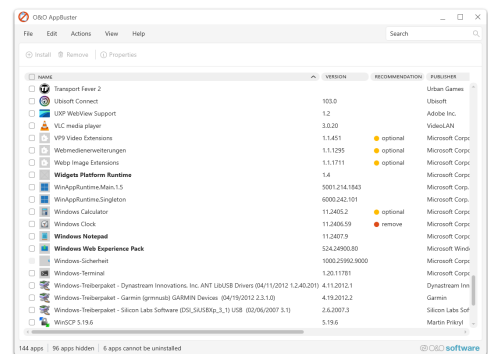 O&O AppBuster
File Edit Actions View Help Search
Install Remove Properties
NAME VERSION RECOMMENDATION PUBLISHER
Transport Fever 2 Urban Games
Ubisoft Connect 103.0 Ubisoft
UXP WebView Support 1.2 Adobe Inc.
VLC media player 3.0.20 VideoLAN
VP9 Video Extensions 1.1.451 optional Microsoft Corpo
Webmedienerweiterungen 1.1.1295 optional Microsoft Corpo
Webp Image Extensions 1.1.1711 optional Microsoft Corpo
Widgets Platform Runtime 1.4 Microsoft Corpo
WinAppRuntime.Main.1.5 5001.214.1843 Microsoft Corp.
WinAppRuntime.Singleton 6000.242.101 Microsoft Corp.
Windows Calculator 11.2405.2 optional Microsoft Corpo
Windows Clock 11.2406.59 remove Microsoft Corpo
Windows Notepad 11.2407.9 Microsoft Corpo
Windows Web Experience Pack 524.24900.80 Microsoft Windo
Windows-Sicherheit 1000.25992.9000 Microsoft Corpo
Windows-Terminal 1.20.11781 Microsoft Corpo
Windows-Treiberpaket - Dynastream Innovations, Inc. ANT LibUSB Drivers (04/11/2012 1.2.40.201) 4.11.2012.1 Dynastream Inn
Windows-Treiberpaket - Garmin (grmnusb) GARMIN Devices (04/19/2012 2.3.1.0) 4.19.2012.2 Garmin
Windows-Treiberpaket - Silicon Labs Software (DSI_SiUSBXp_3_1) USB (02/06/2007 3.1) 2.6.2007.3 Silicon Labs Sof
WinSCP 5.19.6 5.19.6 Martin Prikryl
144 apps 96 apps hidden 6 apps cannot be uninstalled O&O software